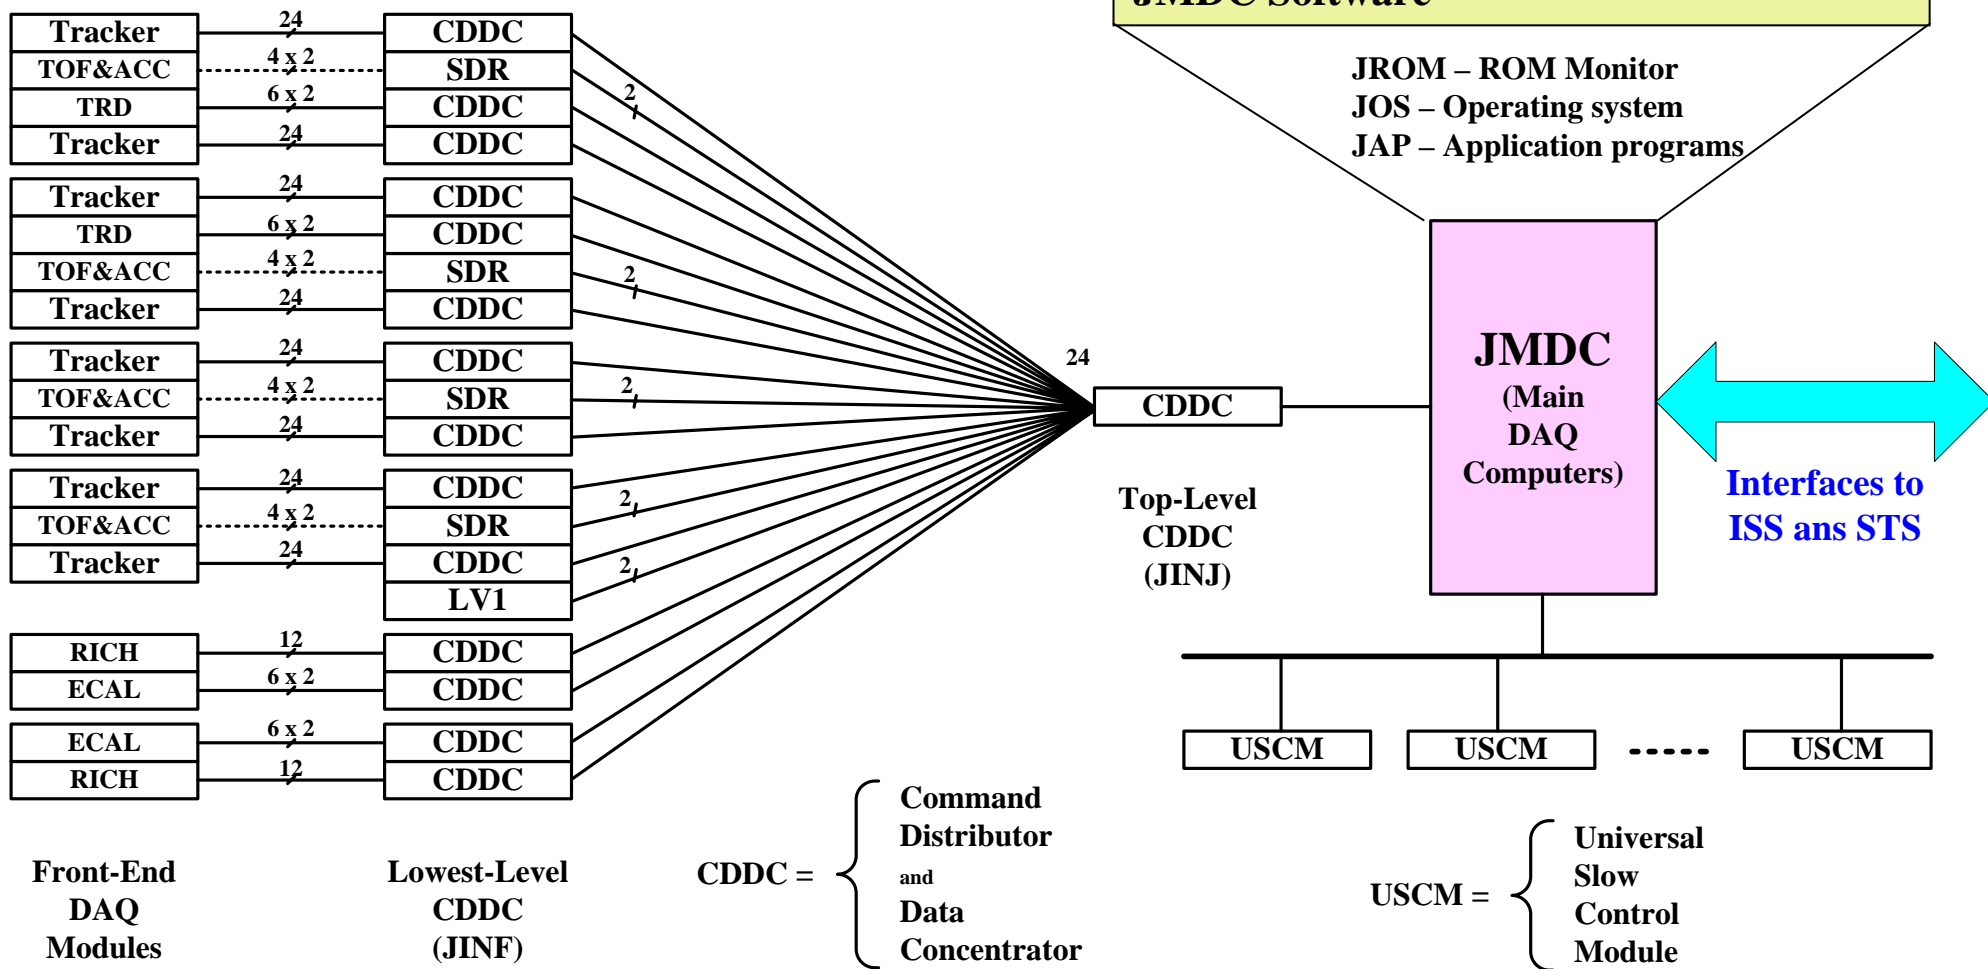 JMDC Software
JROM – ROM Monitor
JOS – Operating system
JAP – Application programs
Tracker 24 CDDC
TOF&ACC 4 x 2 SDR
TRD 6 x 2 CDDC
Tracker 24 CDDC
2
Tracker 24 CDDC
TRD 6 x 2 CDDC
TOF&ACC 4 x 2 SDR
Tracker 24 CDDC
2
Tracker 24 CDDC
TOF&ACC 4 x 2 SDR
Tracker 24 CDDC
2
Tracker 24 CDDC
TOF&ACC 4 x 2 SDR
Tracker 24 CDDC
LV1
2
2
RICH 12 CDDC
ECAL 6 x 2 CDDC
ECAL 6 x 2 CDDC
RICH 12 CDDC
24
CDDC
Top-Level
CDDC
(JINJ)
JMDC
(Main
DAQ
Computers)
Interfaces to
ISS ans STS
USCM USCM USCM
Front-End
DAQ
Modules
Lowest-Level
CDDC
(JINF)
CDDC =
Command
Distributor
and
Data
Concentrator
USCM =
Universal
Slow
Control
Module